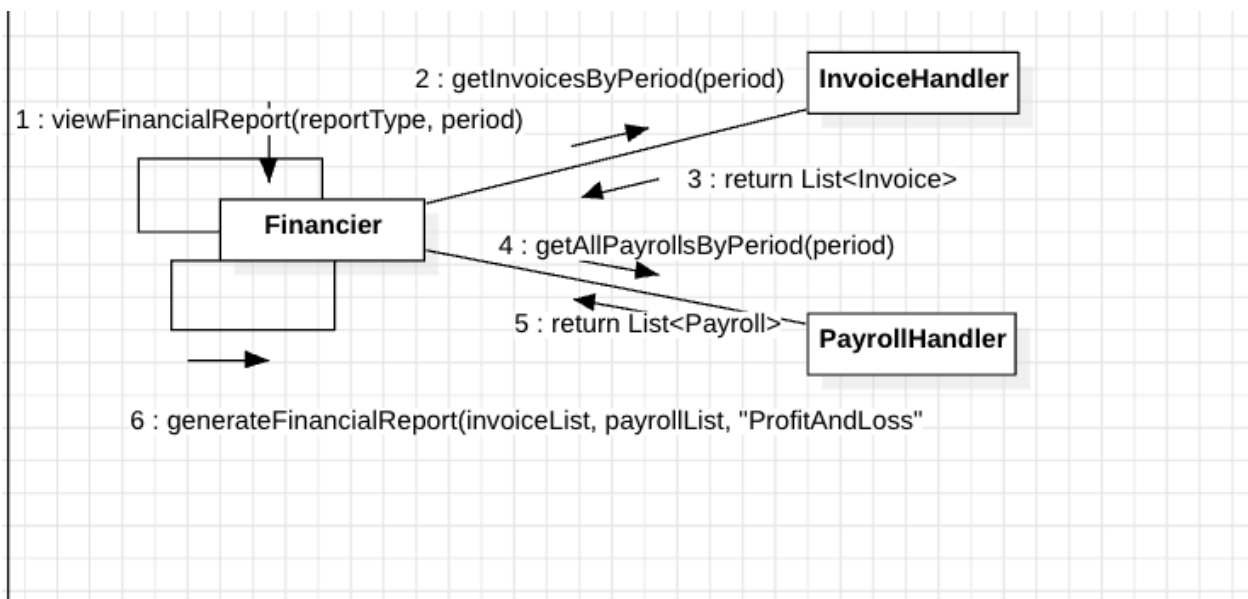 2 : getInvoicesByPeriod(period)
InvoiceHandler
1 : viewFinancialReport(reportType, period)
3 : return List<Invoice>
Financier
4 : getAllPayrollsByPeriod(period)
5 : return List<Payroll>
PayrollHandler
6 : generateFinancialReport(invoiceList, payrollList, "ProfitAndLoss"